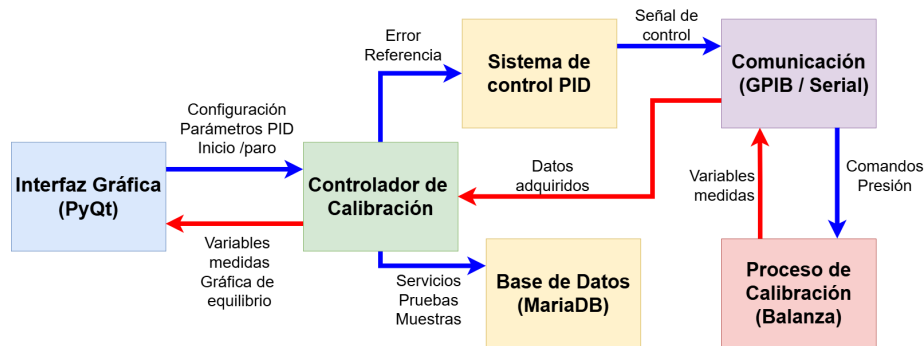 Error
Referencia
Sistema de
control PID
Señal de
control
Comunicación
(GPIB / Serial)
Configuración
Parámetros PID
Inicio /paro
Interfaz Gráfica
(PyQt)
Controlador de
Calibración
Datos
adquiridos
Variables
medidas
Comandos
Presión
Variables
medidas
Gráfica de
equilibrio
Servicios
Pruebas
Muestras
Base de Datos
(MariaDB)
Proceso de
Calibración
(Balanza)